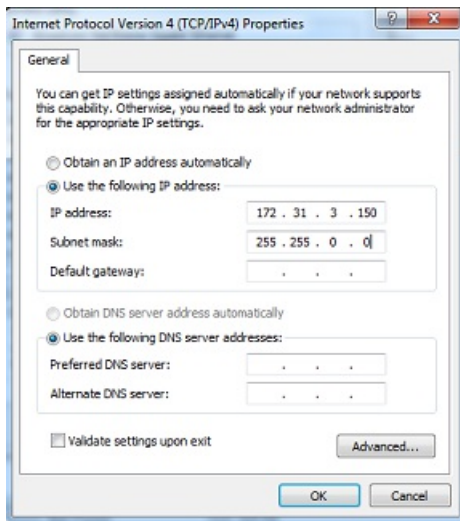 Internet Protocol Version 4 (TCP/IPv4) Properties
General
You can get IP settings assigned automatically if your network supports
this capability. Otherwise, you need to ask your network administrator
for the appropriate IP settings.
Obtain an IP address automatically
Use the following IP address:
IP address: 172 . 31 . 3 . 150
Subnet mask: 255 . 255 . 0 . 0
Default gateway: . . .
Obtain DNS server address automatically
Use the following DNS server addresses:
Preferred DNS server: . . .
Alternate DNS server: . . .
Validate settings upon exit
Advanced...
OK Cancel